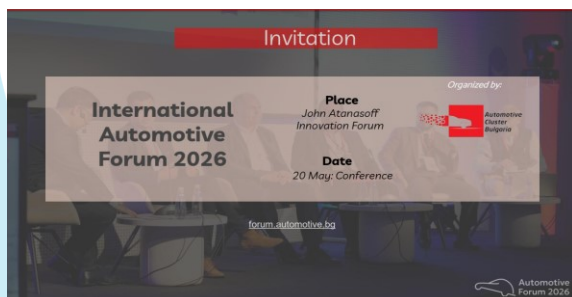 Invitation
International
Automotive
Forum 2026
Place
John Atanasoff
Innovation Forum
Date
20 May: Conference
Organized by:
Automotive
Cluster
Bulgaria
forum.automotive.bg
Automotive
Forum 2026